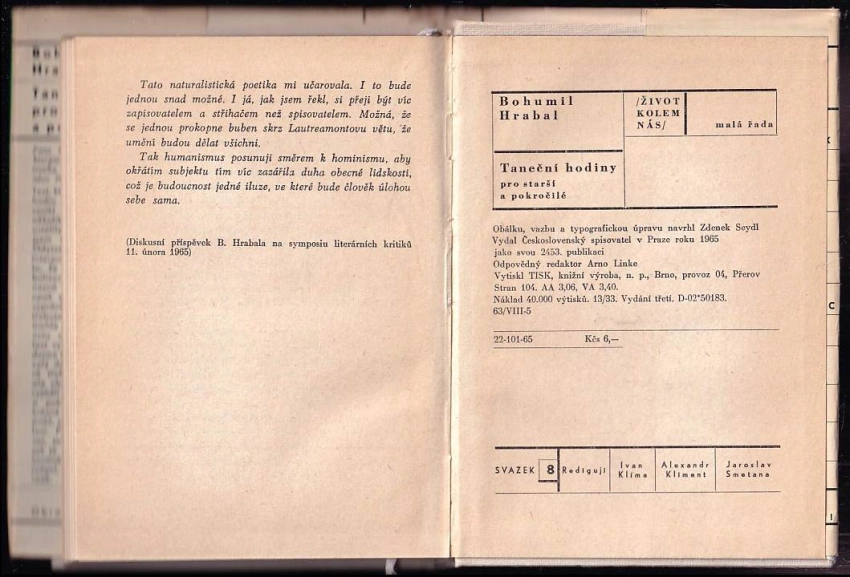 Tato naturalistická poetika mi učarovala. I to bude
jednou snad možné. I já, jak jsem řekl, si přeji být víc
zapisovatelem a střihačem než spisovatelem. Možná, že
se jednou prokopne buben skrz Lautreamontovu větu, že
umění budou dělat všichni.
Tak humanismus posunuji směrem k hominismu, aby
okřátím subjektu tím víc zazářila duha obecné lidskosti,
což je budoucnost jedné iluze, ve které bude člověk úlohou
sebe sama.
(Diskusní příspěvek B. Hrabala na symposiu literárních kritiků
11. února 1965)
Bohumil
Hrabal
/ŽIVOT
KOLEM
NÁS/
malá řada
Taneční hodiny
pro starší
a pokročilé
Obálku, vazbu a typografickou úpravu navrhl Zdenek Seydl
Vydal Československý spisovatel v Praze roku 1965
jako svou 2453. publikaci
Odpovědný redaktor Arno Linke
Vytiskl TISK, knižní výroba, n. p., Brno, provoz 04, Přerov
Stran 104. AA 3,06, VA 3,40.
Náklad 40.000 výtisků. 13/33. Vydání třetí. D-02*50183.
63/VIII-5
22-101-65 Kčs 6,—
SVAZEK 8 Redigují
Ivan
Klíma
Alexandr
Kliment
Jaroslav
Smetana